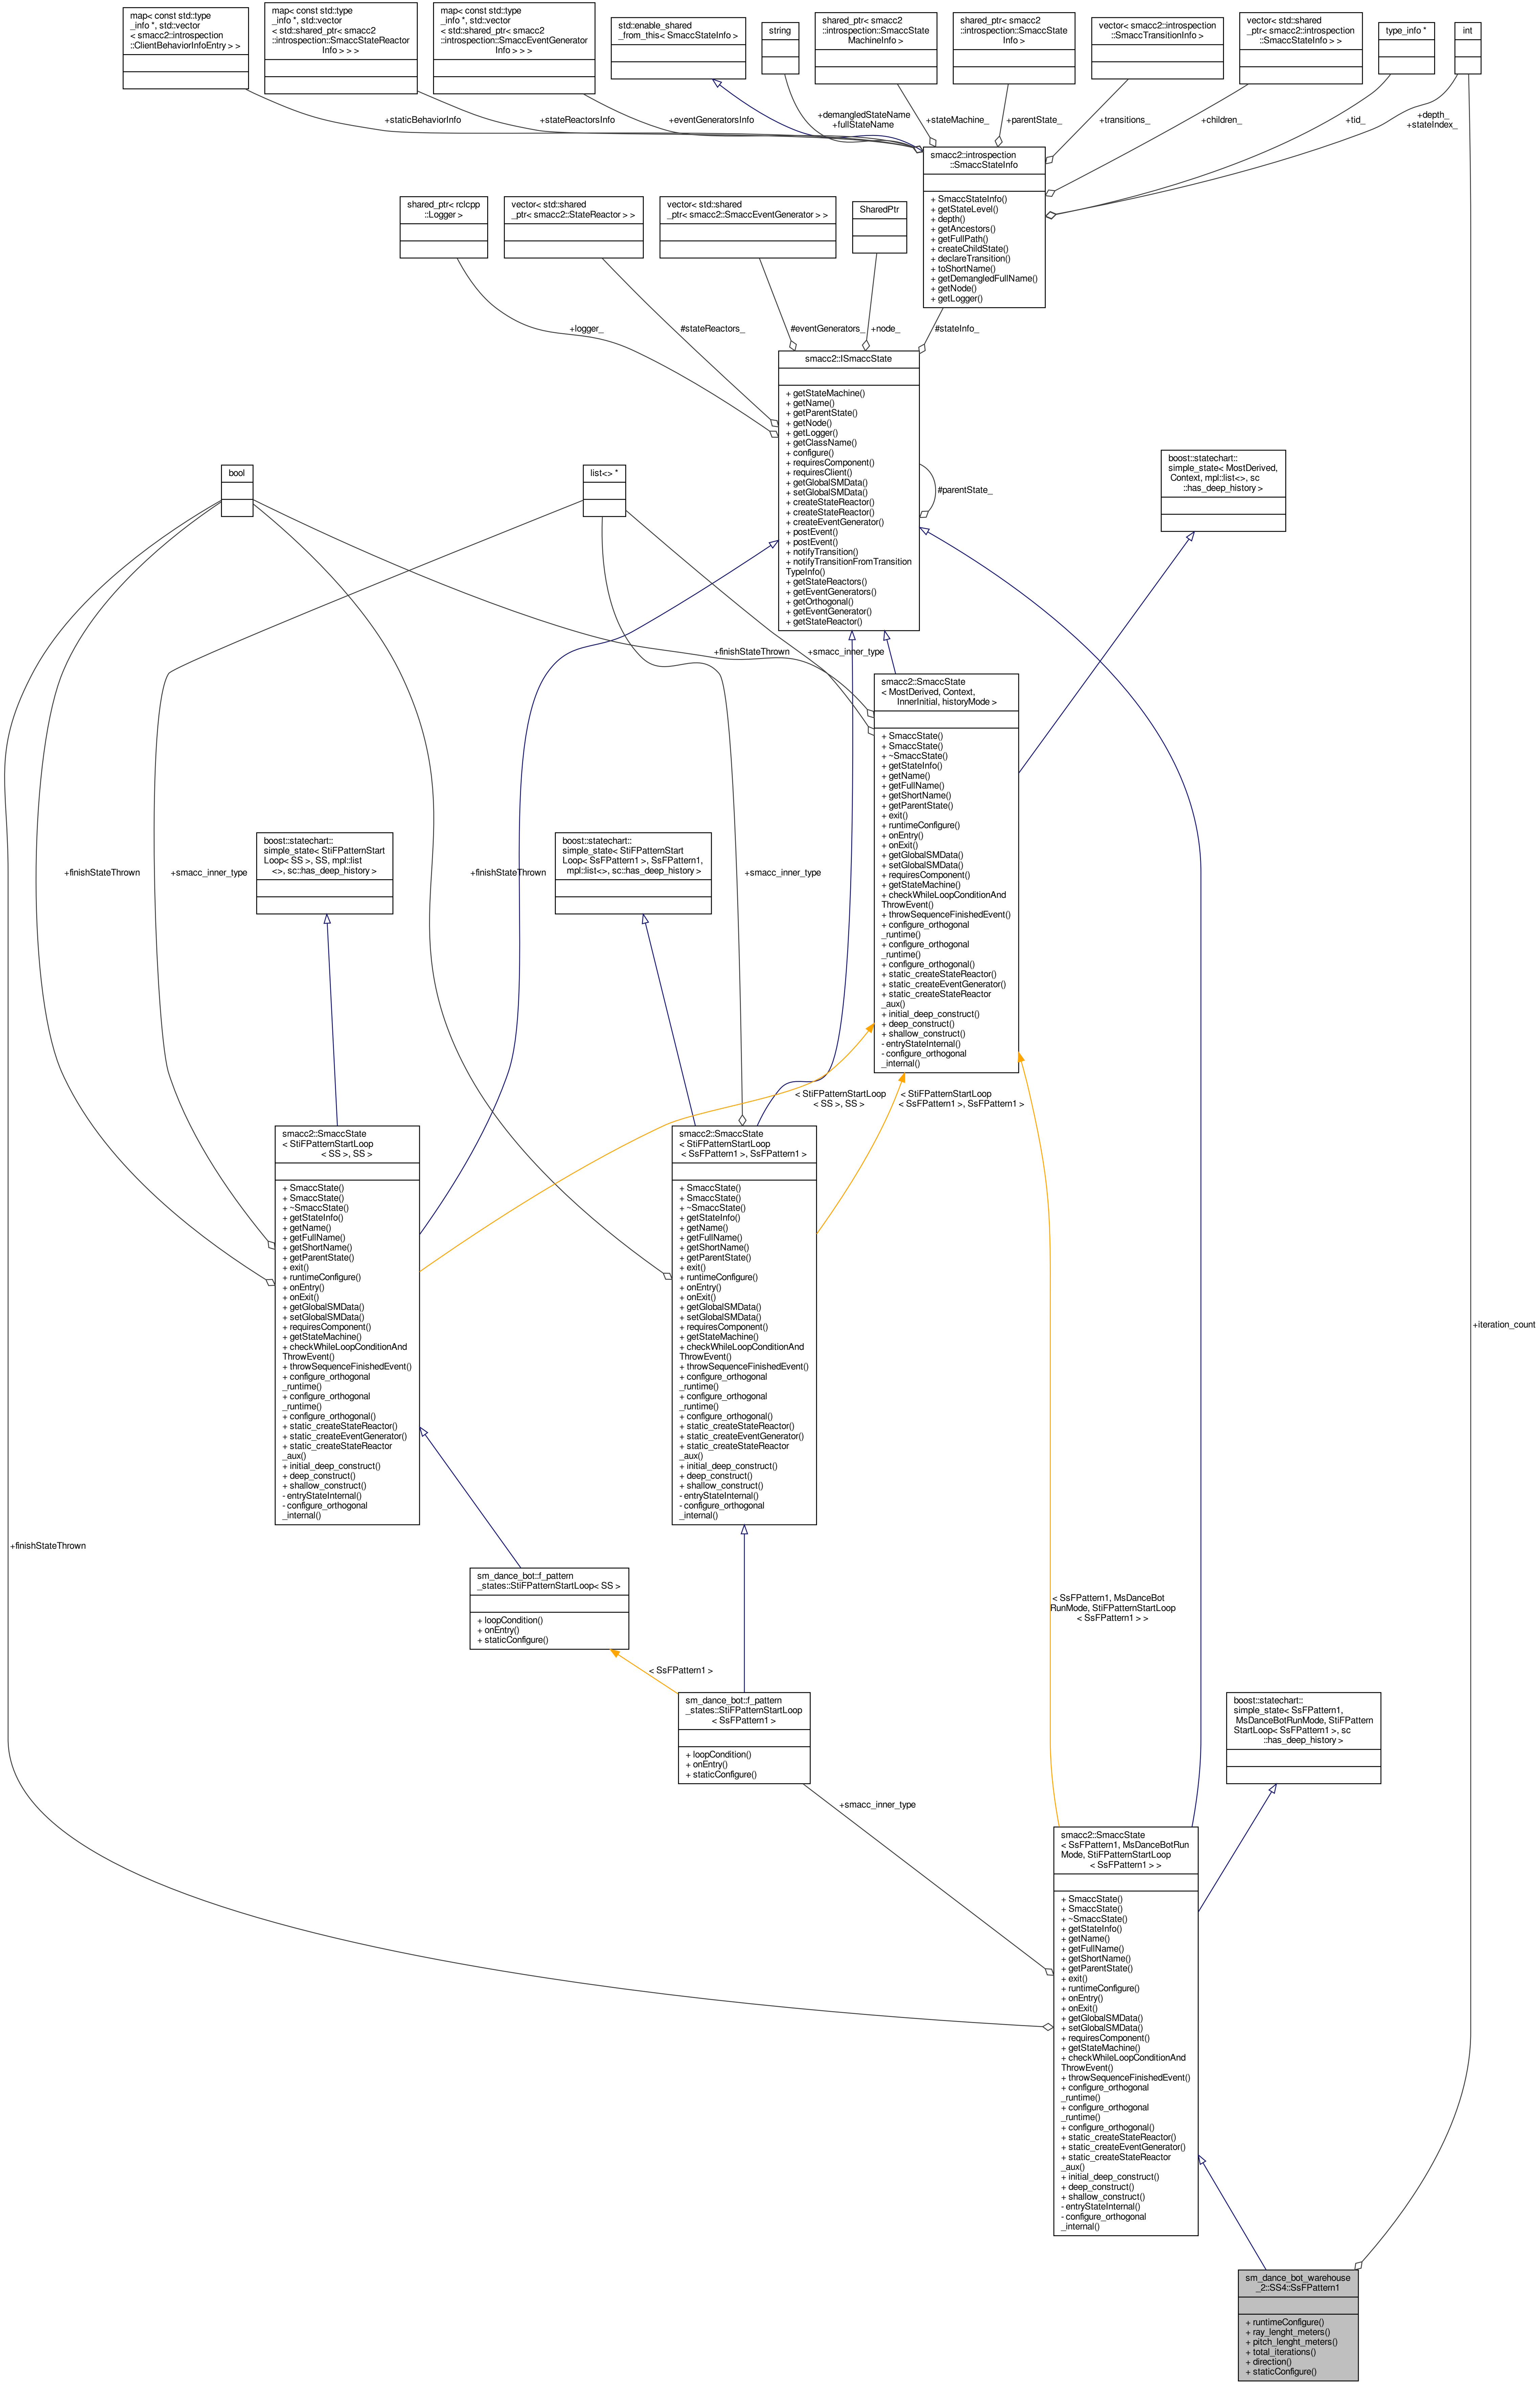 map< const std::type
_info *, std::vector
< smacc2::introspection
::ClientBehaviorInfoEntry > >
map< const std::type
_info *, std::vector
< std::shared_ptr< smacc2
::introspection::SmaccStateReactor
Info > > >
map< const std::type
_info *, std::vector
< std::shared_ptr< smacc2
::introspection::SmaccEventGenerator
Info > > >
std::enable_shared
_from_this< SmaccStateInfo >
string
shared_ptr< smacc2
::introspection::SmaccState
MachineInfo >
shared_ptr< smacc2
::introspection::SmaccState
Info >
vector< smacc2::introspection
::SmaccTransitionInfo >
vector< std::shared
_ptr< smacc2::introspection
::SmaccStateInfo > >
type_info *
int
+staticBehaviorInfo
+stateReactorsInfo
+eventGeneratorsInfo
+demangledStateName
+fullStateName
+stateMachine_
+parentState_
+transitions_
+children_
+tid_
+depth_
+stateIndex_
smacc2::introspection
::SmaccStateInfo
+ SmaccStateInfo()
+ getStateLevel()
+ depth()
+ getAncestors()
+ getFullPath()
+ createChildState()
+ declareTransition()
+ toShortName()
+ getDemangledFullName()
+ getNode()
+ getLogger()
shared_ptr< rclcpp
::Logger >
vector< std::shared
_ptr< smacc2::StateReactor > >
vector< std::shared
_ptr< smacc2::SmaccEventGenerator > >
SharedPtr
+logger_
#stateReactors_
#eventGenerators_
+node_
#stateInfo_
smacc2::ISmaccState
+ getStateMachine()
+ getName()
+ getParentState()
+ getNode()
+ getLogger()
+ getClassName()
+ configure()
+ requiresComponent()
+ requiresClient()
+ getGlobalSMData()
+ setGlobalSMData()
+ createStateReactor()
+ createStateReactor()
+ createEventGenerator()
+ postEvent()
+ postEvent()
+ notifyTransition()
+ notifyTransitionFromTransition
TypeInfo()
+ getStateReactors()
+ getEventGenerators()
+ getOrthogonal()
+ getEventGenerator()
+ getStateReactor()
#parentState_
bool
list<> *
boost::statechart::
simple_state< MostDerived,
Context, mpl::list<>, sc
::has_deep_history >
+finishStateThrown
+smacc_inner_type
smacc2::SmaccState
< MostDerived, Context,
InnerInitial, historyMode >
+ SmaccState()
+ SmaccState()
+ ~SmaccState()
+ getStateInfo()
+ getName()
+ getFullName()
+ getShortName()
+ getParentState()
+ exit()
+ runtimeConfigure()
+ onEntry()
+ onExit()
+ getGlobalSMData()
+ setGlobalSMData()
+ requiresComponent()
+ getStateMachine()
+ checkWhileLoopConditionAnd
ThrowEvent()
+ throwSequenceFinishedEvent()
+ configure_orthogonal
_runtime()
+ configure_orthogonal
_runtime()
+ configure_orthogonal()
+ static_createStateReactor()
+ static_createEventGenerator()
+ static_createStateReactor
_aux()
+ initial_deep_construct()
+ deep_construct()
+ shallow_construct()
- entryStateInternal()
- configure_orthogonal
_internal()
boost::statechart::
simple_state< StiFPatternStart
Loop< SS >, SS, mpl::list
<>, sc::has_deep_history >
boost::statechart::
simple_state< StiFPatternStart
Loop< SsFPattern1 >, SsFPattern1,
mpl::list<>, sc::has_deep_history >
+finishStateThrown
+smacc_inner_type
+finishStateThrown
+smacc_inner_type
< StiFPatternStartLoop
< SS >, SS >
< StiFPatternStartLoop
< SsFPattern1 >, SsFPattern1 >
smacc2::SmaccState
< StiFPatternStartLoop
< SS >, SS >
+ SmaccState()
+ SmaccState()
+ ~SmaccState()
+ getStateInfo()
+ getName()
+ getFullName()
+ getShortName()
+ getParentState()
+ exit()
+ runtimeConfigure()
+ onEntry()
+ onExit()
+ getGlobalSMData()
+ setGlobalSMData()
+ requiresComponent()
+ getStateMachine()
+ checkWhileLoopConditionAnd
ThrowEvent()
+ throwSequenceFinishedEvent()
+ configure_orthogonal
_runtime()
+ configure_orthogonal
_runtime()
+ configure_orthogonal()
+ static_createStateReactor()
+ static_createEventGenerator()
+ static_createStateReactor
_aux()
+ initial_deep_construct()
+ deep_construct()
+ shallow_construct()
- entryStateInternal()
- configure_orthogonal
_internal()
smacc2::SmaccState
< StiFPatternStartLoop
< SsFPattern1 >, SsFPattern1 >
+ SmaccState()
+ SmaccState()
+ ~SmaccState()
+ getStateInfo()
+ getName()
+ getFullName()
+ getShortName()
+ getParentState()
+ exit()
+ runtimeConfigure()
+ onEntry()
+ onExit()
+ getGlobalSMData()
+ setGlobalSMData()
+ requiresComponent()
+ getStateMachine()
+ checkWhileLoopConditionAnd
ThrowEvent()
+ throwSequenceFinishedEvent()
+ configure_orthogonal
_runtime()
+ configure_orthogonal
_runtime()
+ configure_orthogonal()
+ static_createStateReactor()
+ static_createEventGenerator()
+ static_createStateReactor
_aux()
+ initial_deep_construct()
+ deep_construct()
+ shallow_construct()
- entryStateInternal()
- configure_orthogonal
_internal()
+iteration_count
+finishStateThrown
sm_dance_bot::f_pattern
_states::StiFPatternStartLoop< SS >
+ loopCondition()
+ onEntry()
+ staticConfigure()
< SsFPattern1, MsDanceBot
RunMode, StiFPatternStartLoop
< SsFPattern1 > >
< SsFPattern1 >
sm_dance_bot::f_pattern
_states::StiFPatternStartLoop
< SsFPattern1 >
+ loopCondition()
+ onEntry()
+ staticConfigure()
boost::statechart::
simple_state< SsFPattern1,
MsDanceBotRunMode, StiFPattern
StartLoop< SsFPattern1 >, sc
::has_deep_history >
+smacc_inner_type
smacc2::SmaccState
< SsFPattern1, MsDanceBotRun
Mode, StiFPatternStartLoop
< SsFPattern1 > >
+ SmaccState()
+ SmaccState()
+ ~SmaccState()
+ getStateInfo()
+ getName()
+ getFullName()
+ getShortName()
+ getParentState()
+ exit()
+ runtimeConfigure()
+ onEntry()
+ onExit()
+ getGlobalSMData()
+ setGlobalSMData()
+ requiresComponent()
+ getStateMachine()
+ checkWhileLoopConditionAnd
ThrowEvent()
+ throwSequenceFinishedEvent()
+ configure_orthogonal
_runtime()
+ configure_orthogonal
_runtime()
+ configure_orthogonal()
+ static_createStateReactor()
+ static_createEventGenerator()
+ static_createStateReactor
_aux()
+ initial_deep_construct()
+ deep_construct()
+ shallow_construct()
- entryStateInternal()
- configure_orthogonal
_internal()
sm_dance_bot_warehouse
_2::SS4::SsFPattern1
+ runtimeConfigure()
+ ray_lenght_meters()
+ pitch_lenght_meters()
+ total_iterations()
+ direction()
+ staticConfigure()